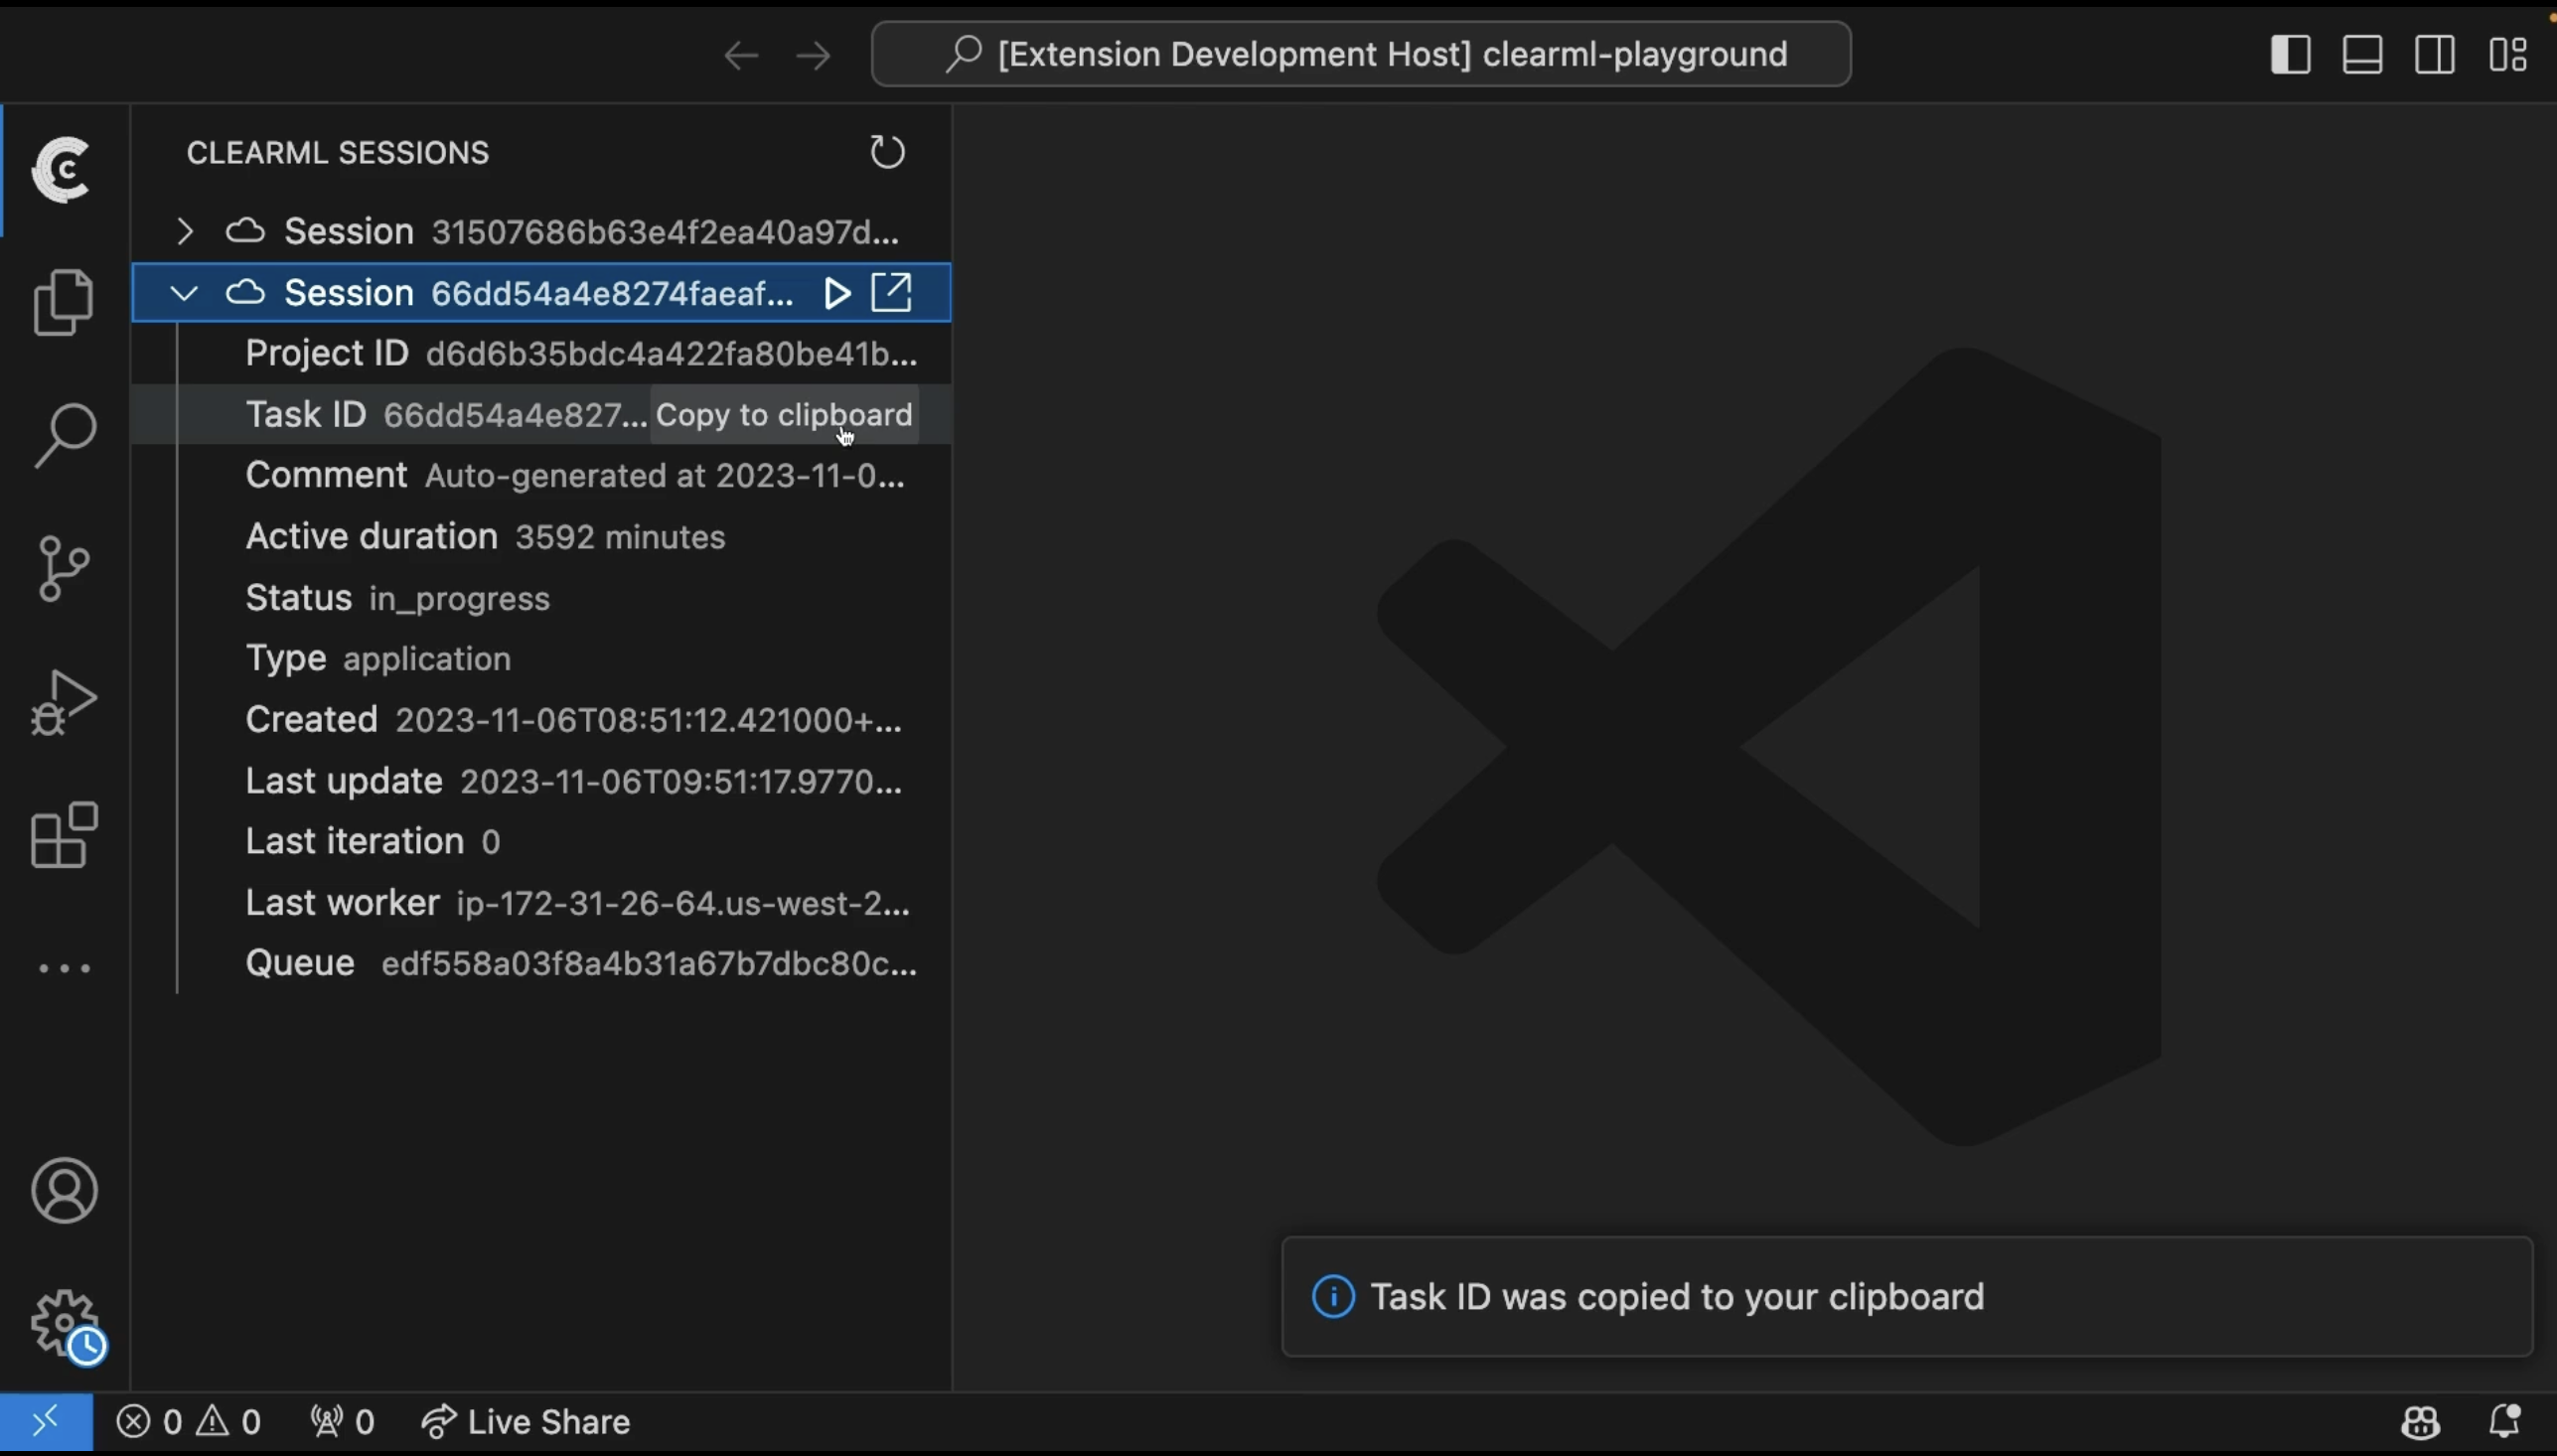 [Extension Development Host] clearml-playground
CLEARML SESSIONS
Session 31507686b63e4f2ea40a97d...
Session 66dd54a4e8274faeaf...
Project ID d6d6b35bdc4a422fa80be41b...
Task ID 66dd54a4e827... Copy to clipboard
Comment Auto-generated at 2023-11-0...
Active duration 3592 minutes
Status in_progress
Type application
Created 2023-11-06T08:51:12.421000+...
Last update 2023-11-06T09:51:17.9770...
Last iteration 0
Last worker ip-172-31-26-64.us-west-2...
Queue edf558a03f8a4b31a67b7dbc80c...
Task ID was copied to your clipboard
0 0 0 Live Share